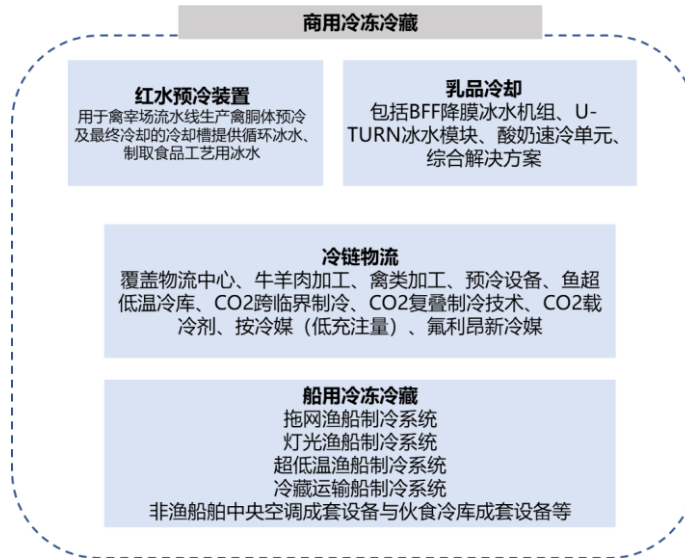 商用冷冻冷藏
红水预冷装置
用于禽宰场流水线生产禽胴体预冷
及最终冷却的冷却槽提供循环冰水、
制取食品工艺用冰水
乳品冷却
包括BFF降膜冰水机组、U-
TURN冰水模块、酸奶速冷单元、
综合解决方案
冷链物流
覆盖物流中心、牛羊肉加工、禽类加工、预冷设备、鱼超
低温冷库、CO2跨临界制冷、CO2复叠制冷技术、CO2载
冷剂、按冷媒（低充注量）、氟利昂新冷媒
船用冷冻冷藏
拖网渔船制冷系统
灯光渔船制冷系统
超低温渔船制冷系统
冷藏运输船制冷系统
非渔船舶中央空调成套设备与伙食冷库成套设备等